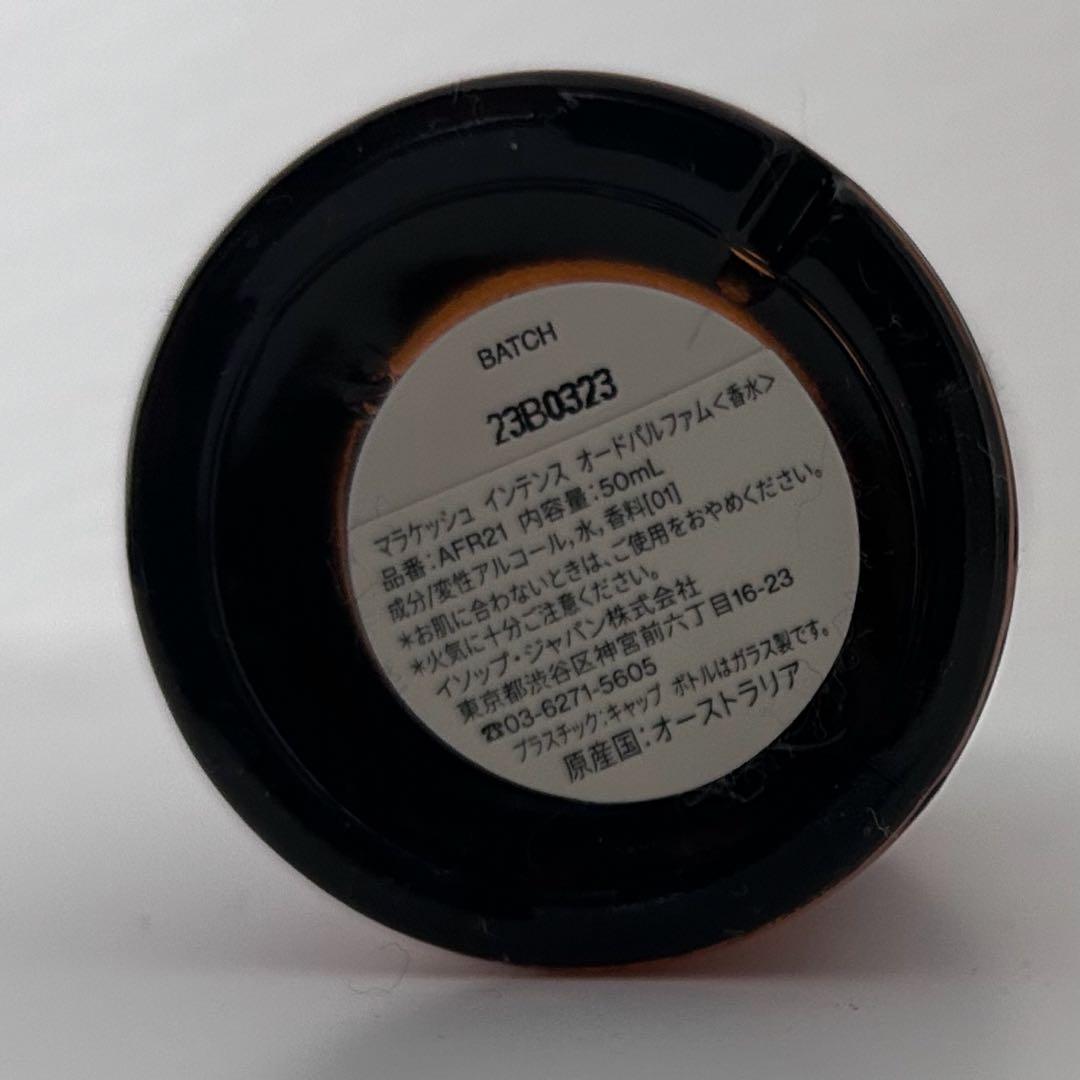 BATCH
23B0323
マラケッシュ インテンス オードパルファム<香水>
品番:AFR21 内容量:50mL
成分/変性アルコール,水,香料[01]
*お肌に合わないときは、ご使用をおやめください。
*火気に十分ご注意ください。
イソップ・ジャパン株式会社
東京都渋谷区神宮前六丁目16-23
☎03-6271-5605
プラスチック:キャップ ボトルはガラス製です。
原産国:オーストラリア